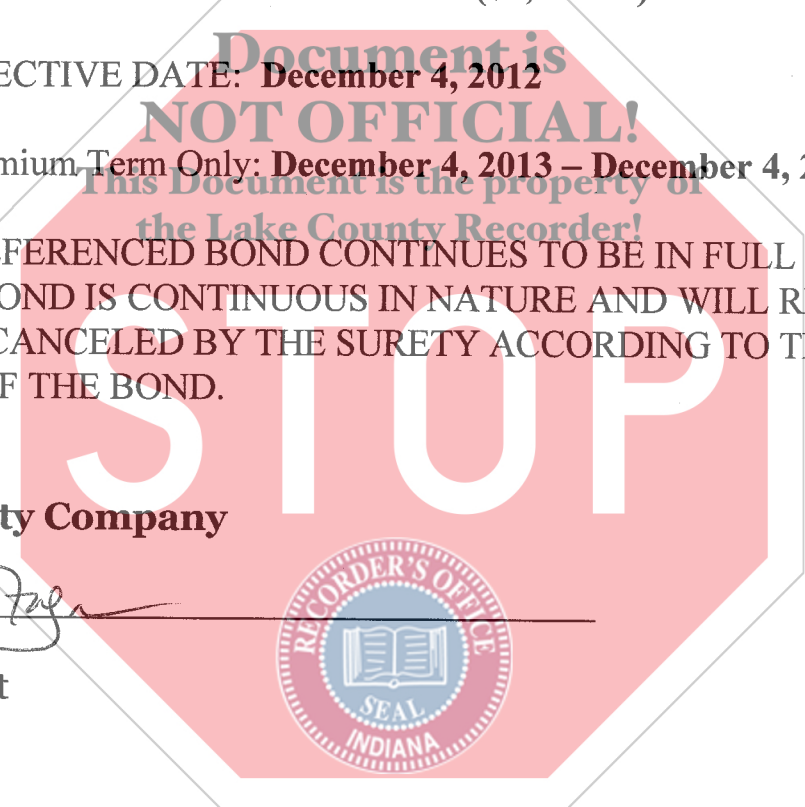 Document is
ECTIVE DATE: December 4, 2012
NOT OFFICIAL!
mium Term Only: December 4, 2013 – December 4, 2
This Document is the property of
the Lake County Recorder!
FERENCED BOND CONTINUES TO BE IN FULL
OND IS CONTINUOUS IN NATURE AND WILL R
CANCELED BY THE SURETY ACCORDING TO T
F THE BOND.
STOP
ty Company
RECORDER'S OFFICE
SEAL
INDIANA
t